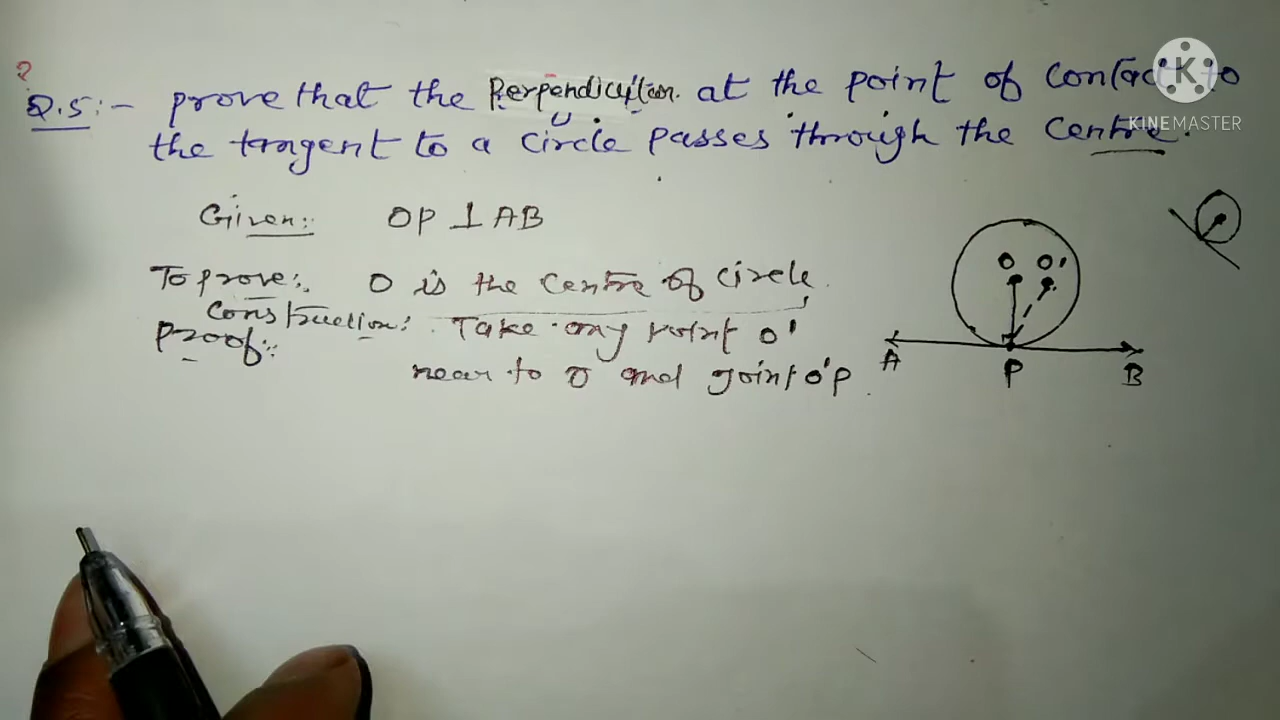 ?
Q.5:- prove that the Perpendicular at the point of contact to
the tangent to a circle passes through the centre.
Given:: OP ⊥ AB
To prove:. O is the centre of circle.
construction: Take any point O'
Proof:: near to O and joint O'P.
O O'
A P B
K
KINEMASTER